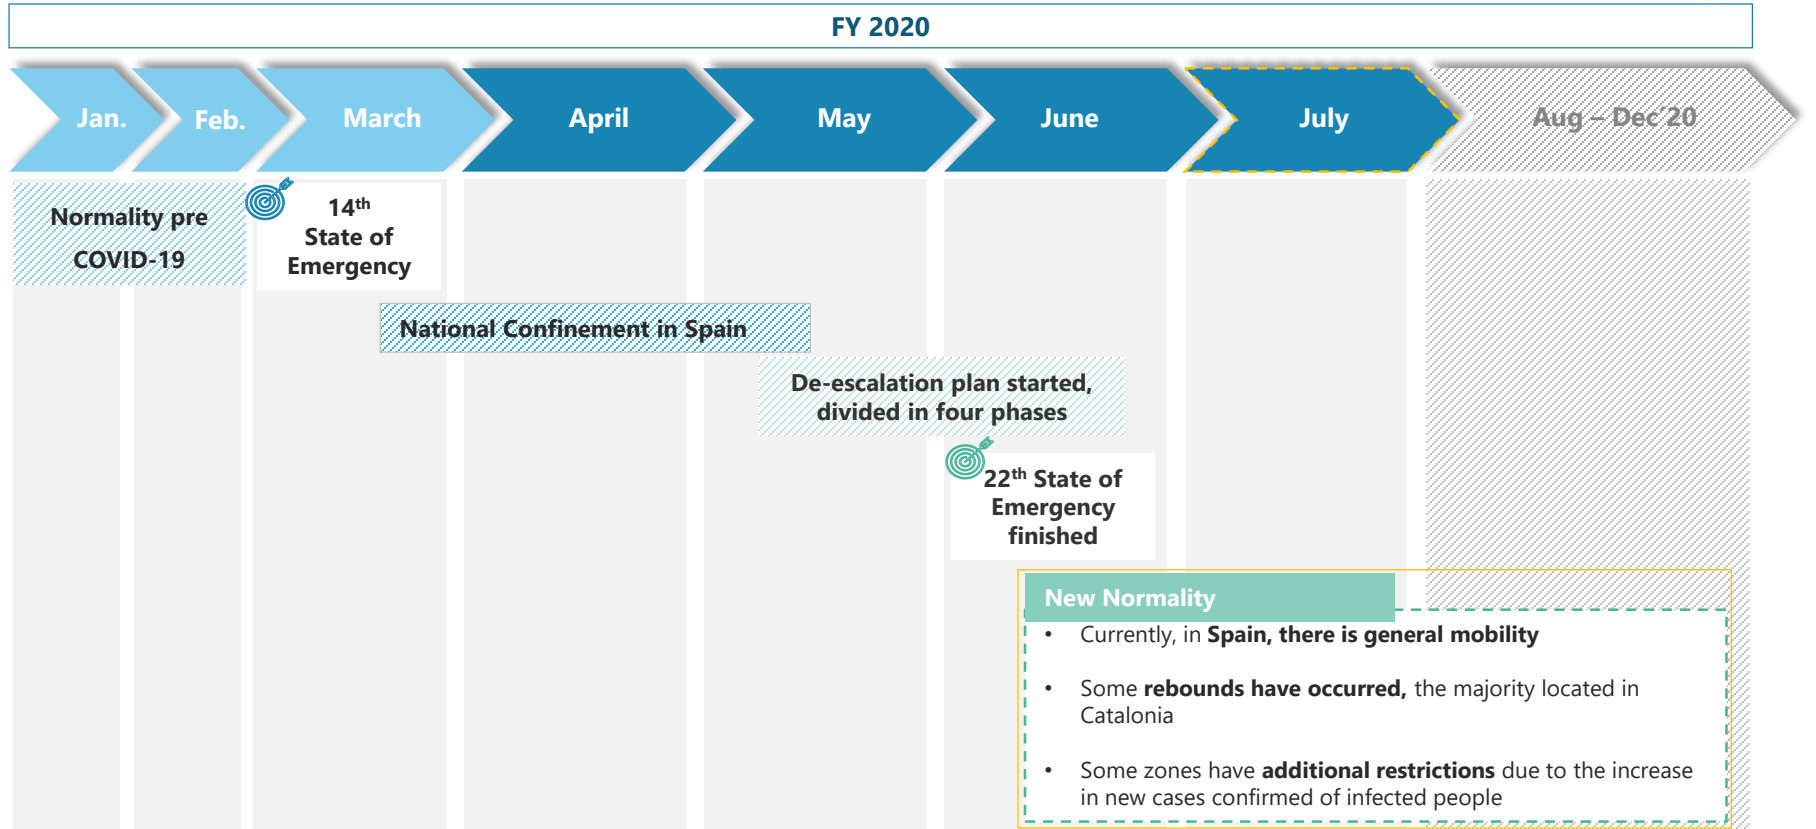 FY 2020
Jan.
Feb.
March
April
May
June
July
Aug – Dec´20
Normality pre
COVID-19
14th
State of
Emergency
National Confinement in Spain
De-escalation plan started,
divided in four phases
22th State of
Emergency
finished
New Normality
• Currently, in Spain, there is general mobility
• Some rebounds have occurred, the majority located in
Catalonia
• Some zones have additional restrictions due to the increase
in new cases confirmed of infected people